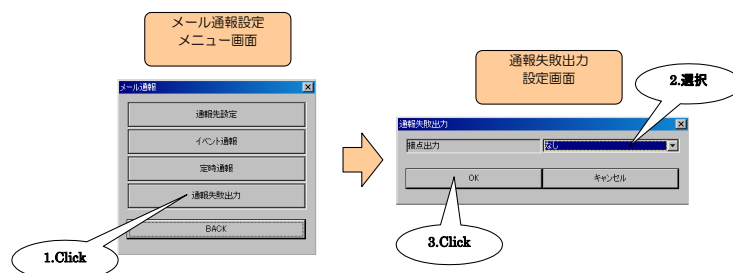 メール通報設定
メニュー画面
メール通報
通報先設定
イベント通報
定時通報
通報失敗出力
BACK
1.Click
通報失敗出力
設定画面
2.選択
通報失敗出力
接点出力
なし
OK
キャンセル
3.Click